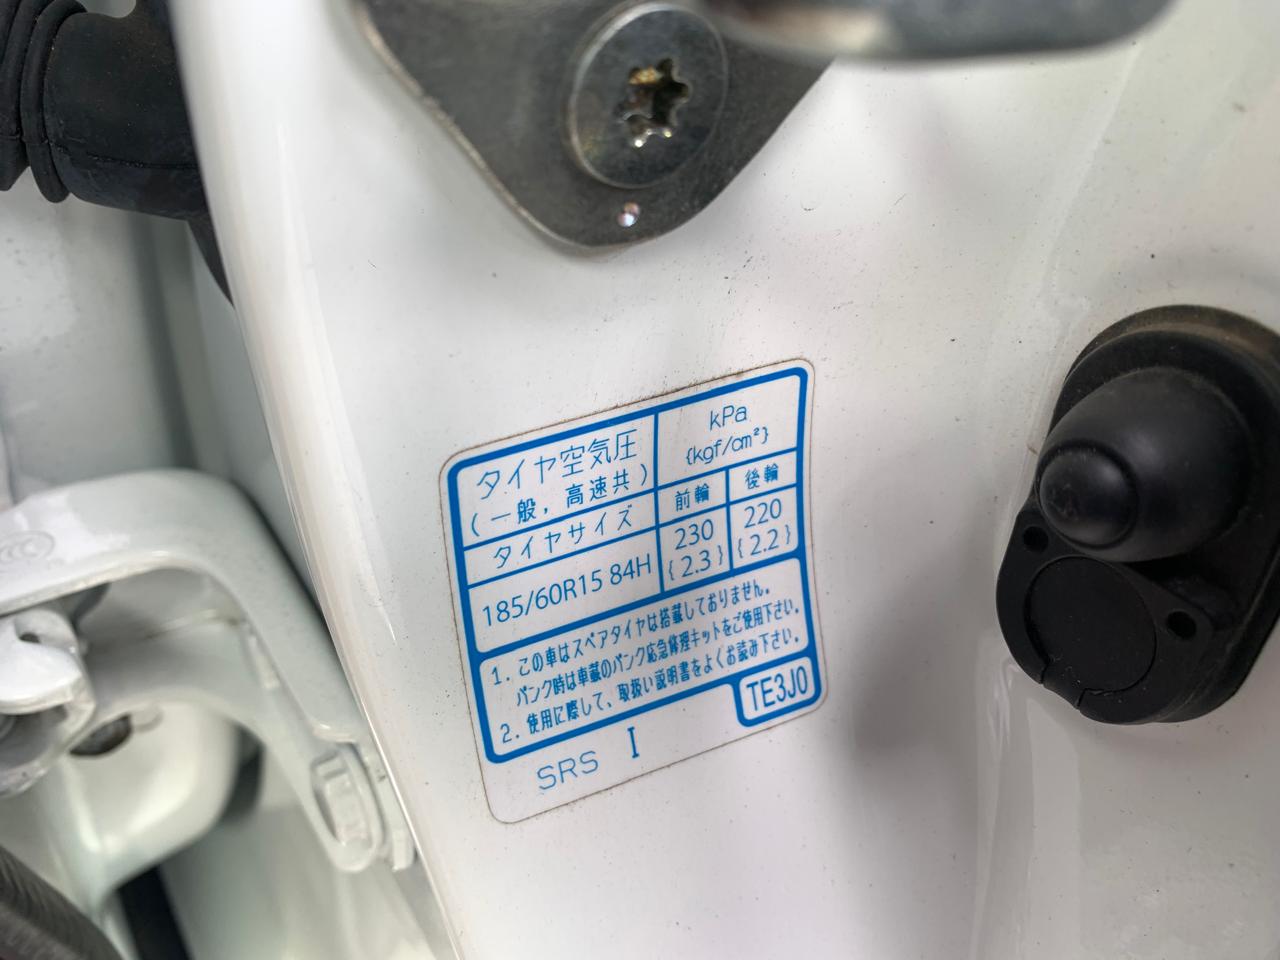 タイヤ空気圧
(一般, 高速共)
kPa
{kgf/cm²}
タイヤサイズ
前輪
後輪
185/60R15 84H
230
{2.3}
220
{2.2}
1. この車はスペアタイヤは搭載しておりません。
パンク時は車載のパンク応急修理キットをご使用下さい。
2. 使用に際して、取扱い説明書をよくお読み下さい。
TE3J0
SRS I